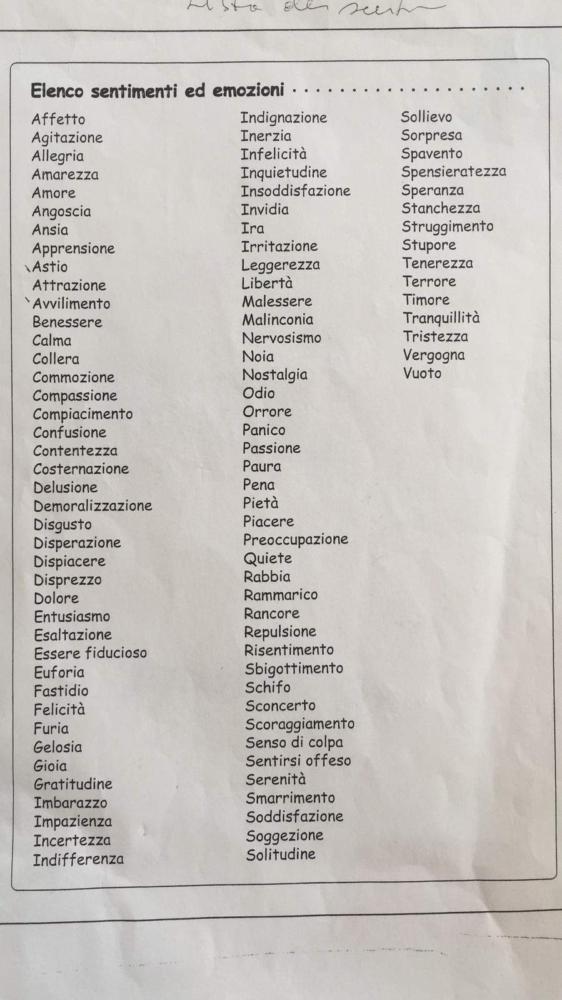 Lista dei
Elenco sentimenti ed emozioni . . . . . . . . . . . . . . . . . . . .
Affetto
Agitazione
Allegria
Amarezza
Amore
Angoscia
Ansia
Apprensione
Astio
Attrazione
Avvilimento
Benessere
Calma
Collera
Commozione
Compassione
Compiacimento
Confusione
Contentezza
Costernazione
Delusione
Demoralizzazione
Disgusto
Disperazione
Dispiacere
Disprezzo
Dolore
Entusiasmo
Esaltazione
Essere fiducioso
Euforia
Fastidio
Felicità
Furia
Gelosia
Gioia
Gratitudine
Imbarazzo
Impazienza
Incertezza
Indifferenza
Indignazione
Inerzia
Infelicità
Inquietudine
Insoddisfazione
Invidia
Ira
Irritazione
Leggerezza
Libertà
Malessere
Malinconia
Nervosismo
Noia
Nostalgia
Odio
Orrore
Panico
Passione
Paura
Pena
Pietà
Piacere
Preoccupazione
Quiete
Rabbia
Rammarico
Rancore
Repulsione
Risentimento
Sbigottimento
Schifo
Sconcerto
Scoraggiamento
Senso di colpa
Sentirsi offeso
Serenità
Smarrimento
Soddisfazione
Soggezione
Solitudine
Sollievo
Sorpresa
Spavento
Spensieratezza
Speranza
Stanchezza
Struggimento
Stupore
Tenerezza
Terrore
Timore
Tranquillità
Tristezza
Vergogna
Vuoto